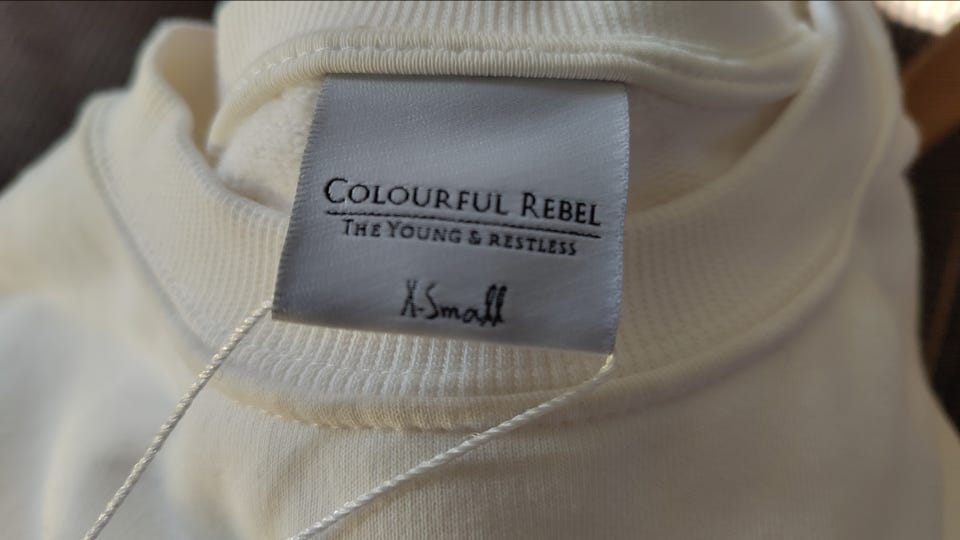 COLOURFUL REBEL
THE YOUNG & RESTLESS
X-Small